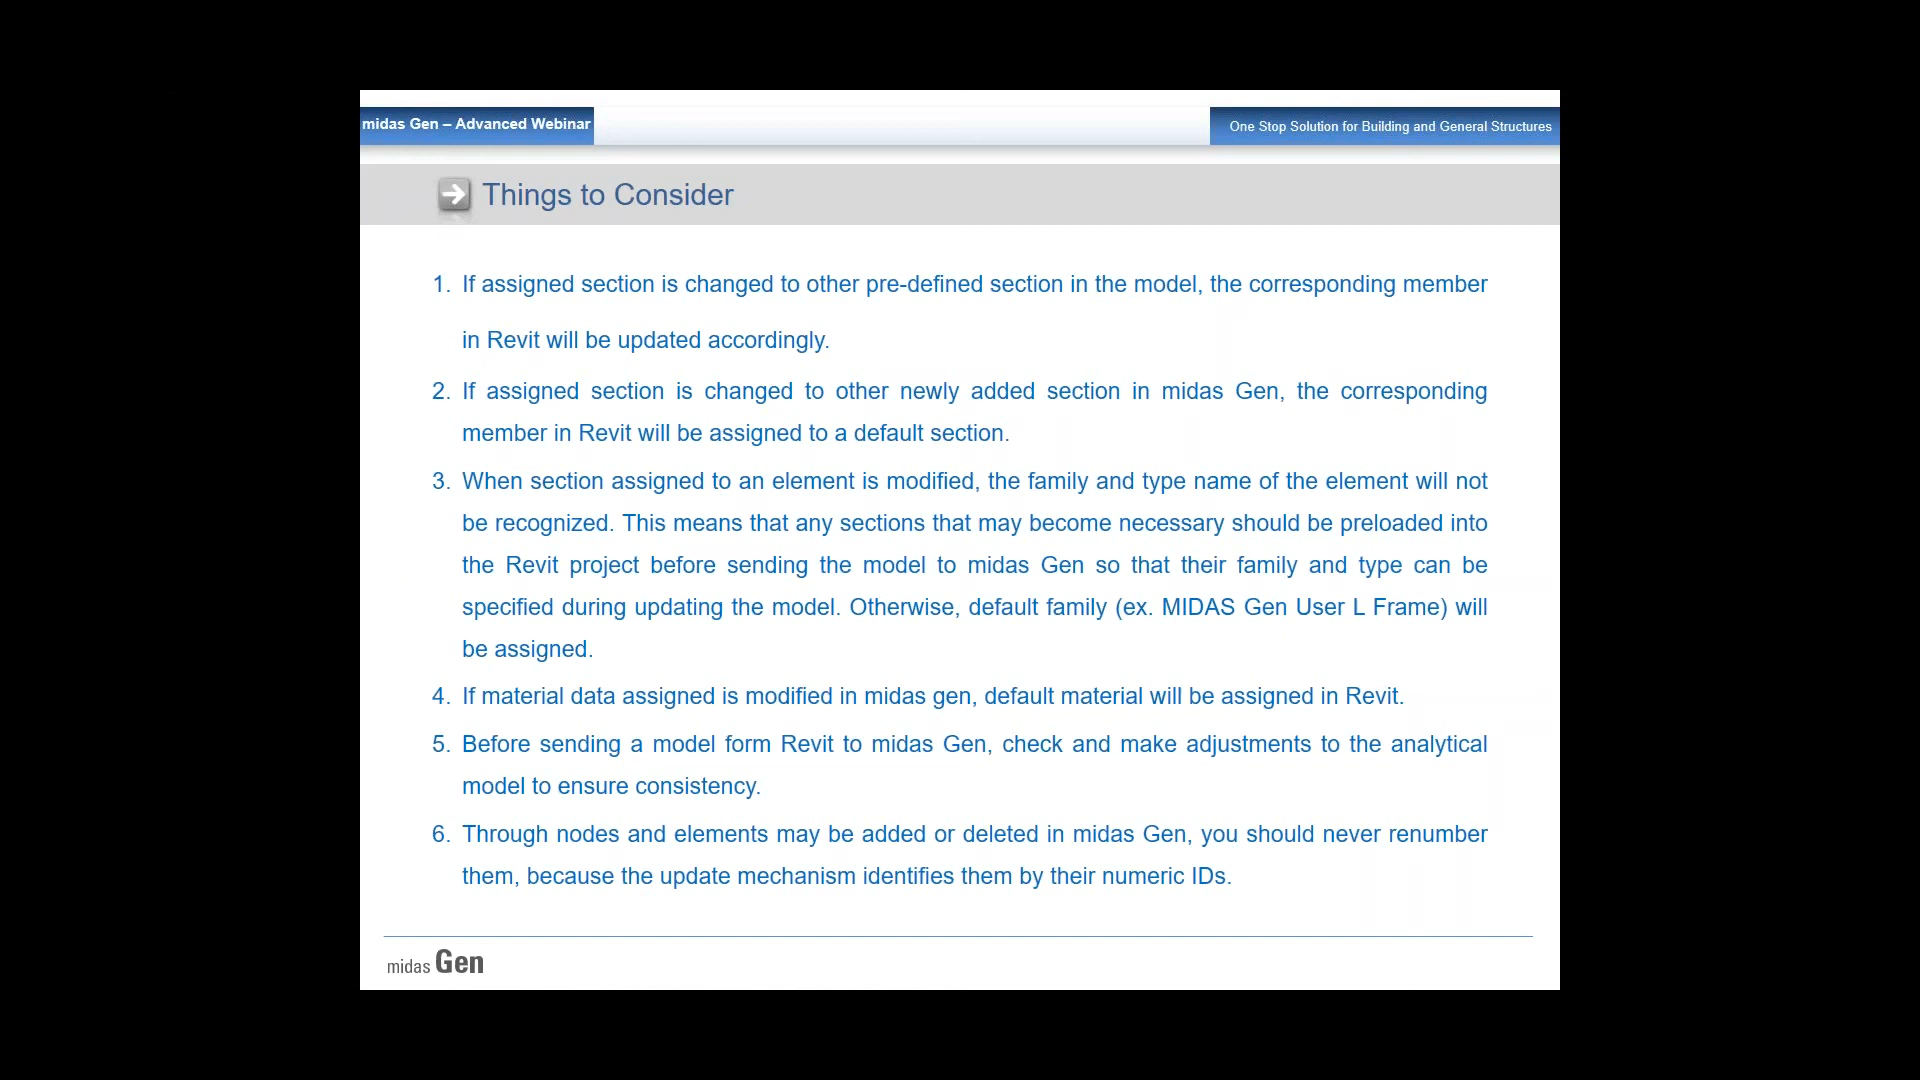 midas Gen – Advanced Webinar
One Stop Solution for Building and General Structures
Things to Consider
1. If assigned section is changed to other pre-defined section in the model, the corresponding member
in Revit will be updated accordingly.
2. If assigned section is changed to other newly added section in midas Gen, the corresponding
member in Revit will be assigned to a default section.
3. When section assigned to an element is modified, the family and type name of the element will not
be recognized. This means that any sections that may become necessary should be preloaded into
the Revit project before sending the model to midas Gen so that their family and type can be
specified during updating the model. Otherwise, default family (ex. MIDAS Gen User L Frame) will
be assigned.
4. If material data assigned is modified in midas gen, default material will be assigned in Revit.
5. Before sending a model form Revit to midas Gen, check and make adjustments to the analytical
model to ensure consistency.
6. Through nodes and elements may be added or deleted in midas Gen, you should never renumber
them, because the update mechanism identifies them by their numeric IDs.
midas Gen